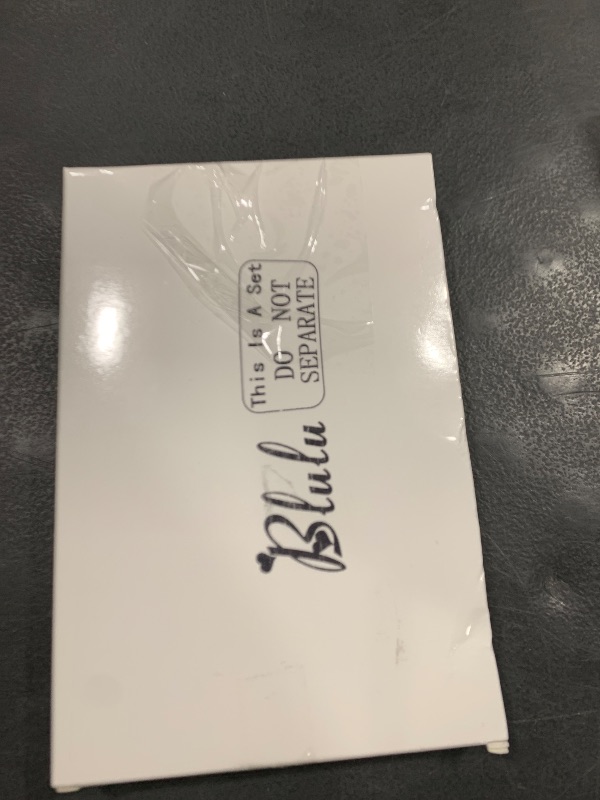 Blulu
This Is A Set
DO NOT
SEPARATE